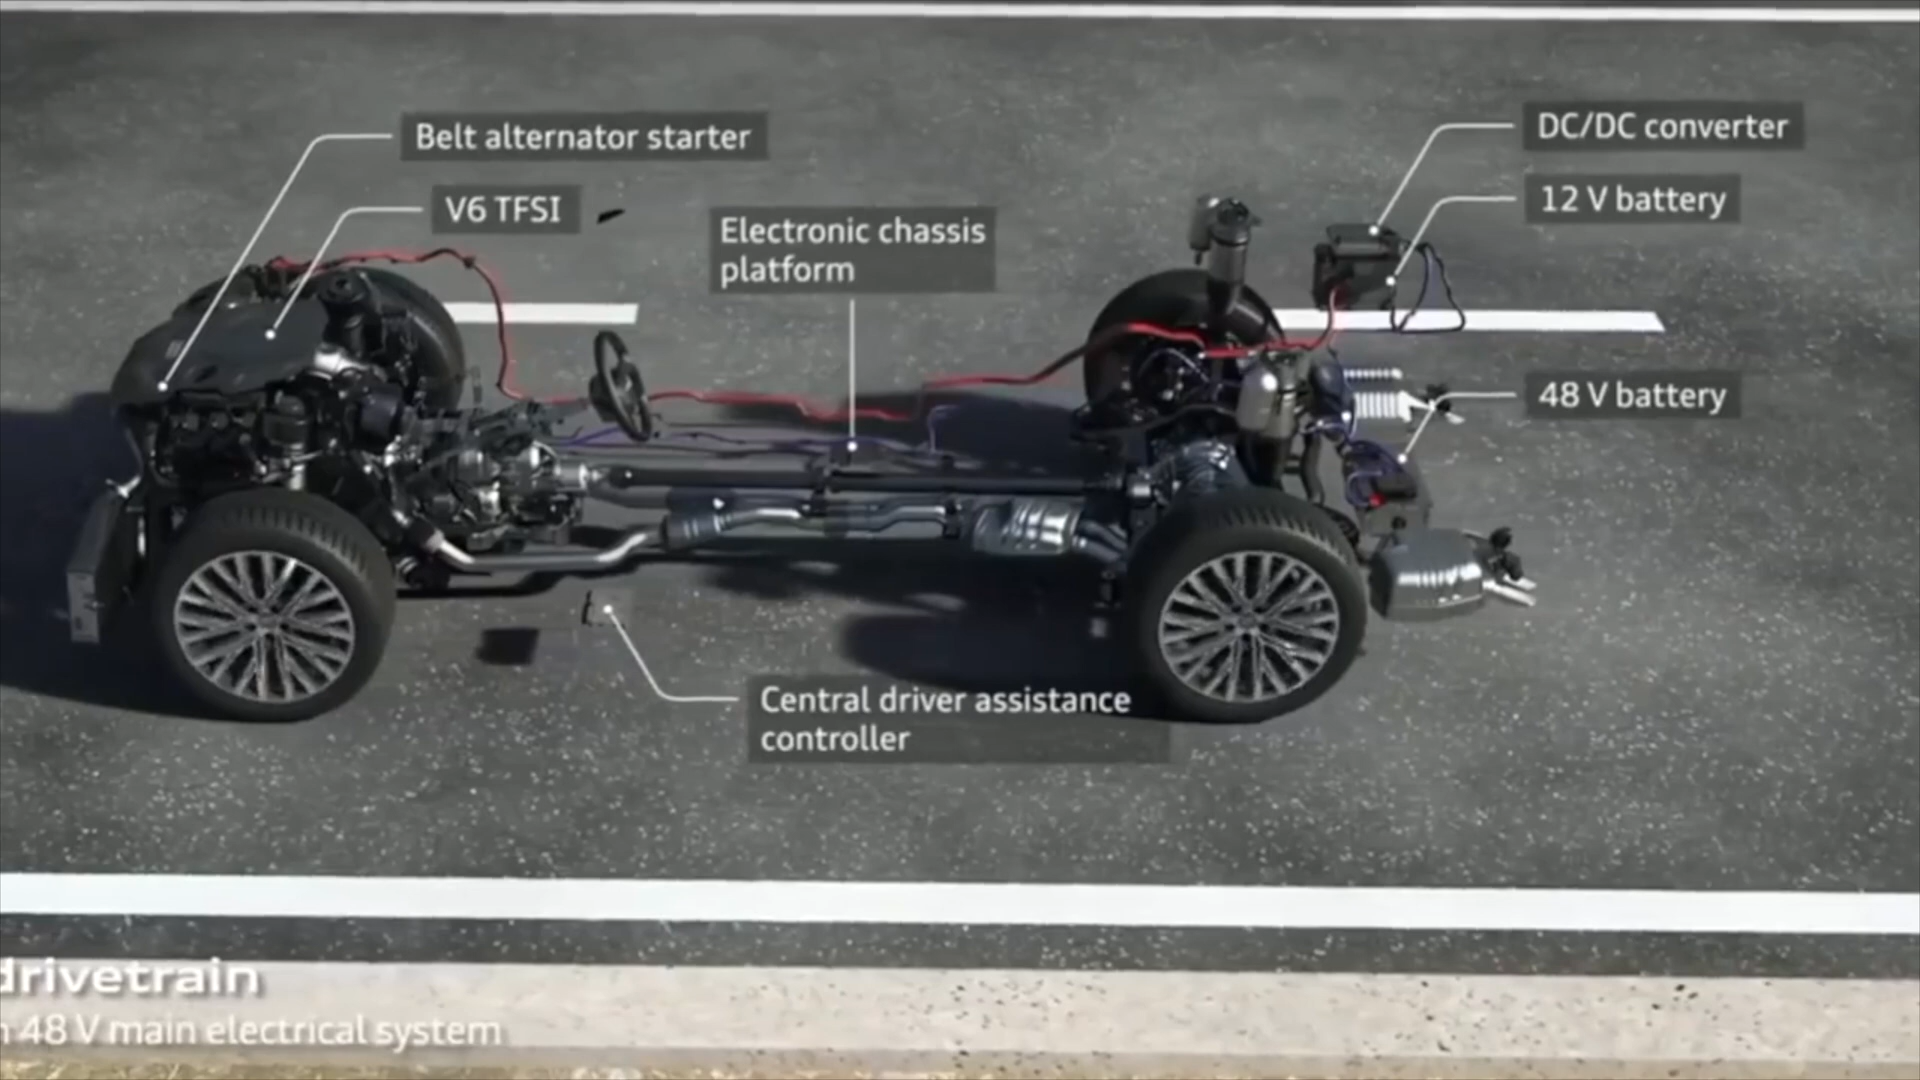 Belt alternator starter
V6 TFSI
Electronic chassis
platform
DC/DC converter
12 V battery
48 V battery
Central driver assistance
controller
drivetrain
48 V main electrical system